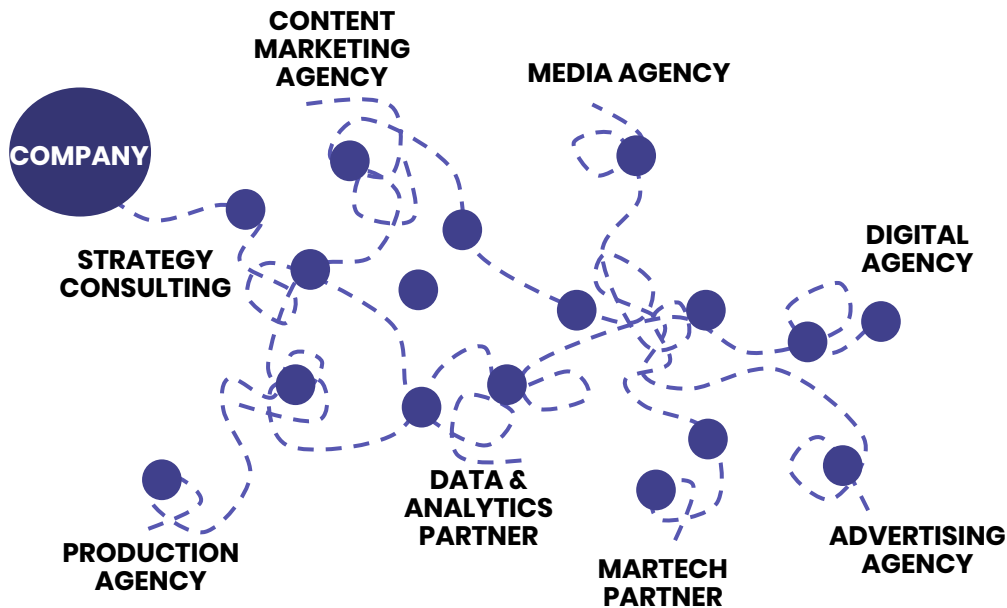 CONTENT
MARKETING
AGENCY
MEDIA AGENCY
COMPANY
STRATEGY
CONSULTING
DIGITAL
AGENCY
DATA &
ANALYTICS
PARTNER
PRODUCTION
AGENCY
MARTECH
PARTNER
ADVERTISING
AGENCY